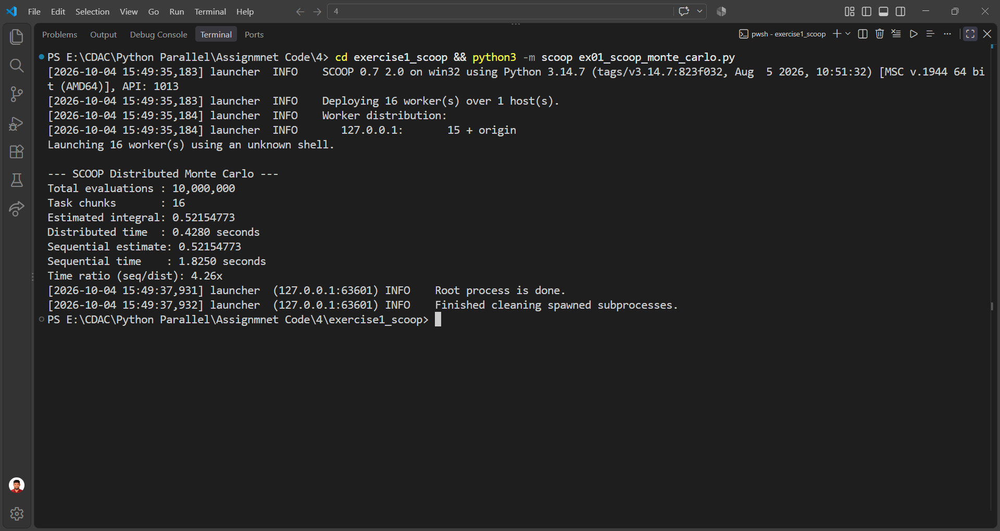 File Edit Selection View Go Run Terminal Help
4
Problems Output Debug Console Terminal Ports
pwsh - exercise1_scoop
PS E:\CDAC\Python Parallel\Assignmnet Code\4> cd exercise1_scoop && python3 -m scoop ex01_scoop_monte_carlo.py
[2026-10-04 15:49:35,183] launcher  INFO    SCOOP 0.7 2.0 on win32 using Python 3.14.7 (tags/v3.14.7:823f032, Aug  5 2026, 10:51:32) [MSC v.1944 64 bi
t (AMD64)], API: 1013
[2026-10-04 15:49:35,183] launcher  INFO    Deploying 16 worker(s) over 1 host(s).
[2026-10-04 15:49:35,184] launcher  INFO    Worker distribution:
[2026-10-04 15:49:35,184] launcher  INFO       127.0.0.1:       15 + origin
Launching 16 worker(s) using an unknown shell.
--- SCOOP Distributed Monte Carlo ---
Total evaluations : 10,000,000
Task chunks       : 16
Estimated integral: 0.52154773
Distributed time  : 0.4280 seconds
Sequential estimate: 0.52154773
Sequential time    : 1.8250 seconds
Time ratio (seq/dist): 4.26x
[2026-10-04 15:49:37,931] launcher  (127.0.0.1:63601) INFO    Root process is done.
[2026-10-04 15:49:37,932] launcher  (127.0.0.1:63601) INFO    Finished cleaning spawned subprocesses.
PS E:\CDAC\Python Parallel\Assignmnet Code\4\exercise1_scoop>